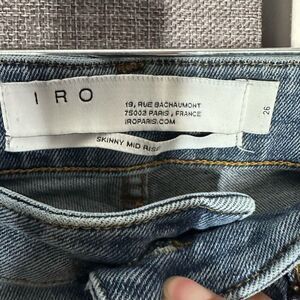 IRO
19, RUE BACHAUMONT
75002 PARIS, FRANCE
IROPARIS.COM
26
SKINNY MID RISE